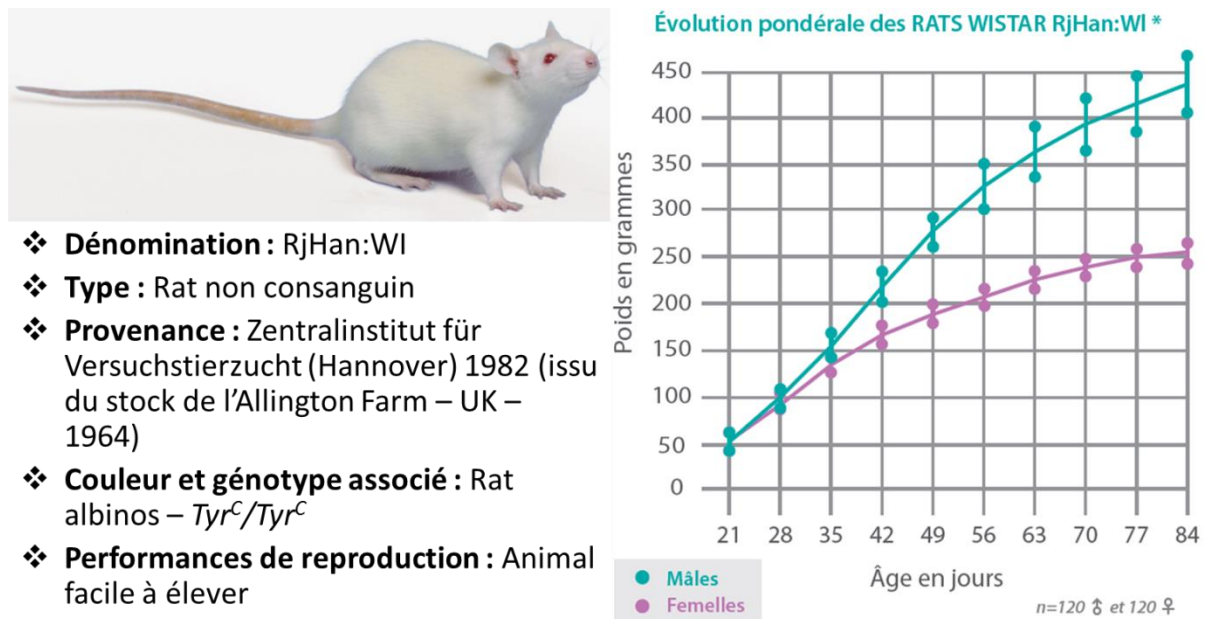 ❖ Dénomination : RjHan:WI
❖ Type : Rat non consanguin
❖ Provenance : Zentralinstitut für
Versuchstierzucht (Hannover) 1982 (issu
du stock de l’Allington Farm – UK –
1964)
❖ Couleur et génotype associé : Rat
albinos – Tyrᶜ/Tyrᶜ
❖ Performances de reproduction : Animal
facile à élever
Évolution pondérale des RATS WISTAR RjHan:Wl *
Poids en grammes
450
400
350
300
250
200
150
100
50
0
21 28 35 42 49 56 63 70 77 84
Âge en jours
Mâles
Femelles
n=120 ♂ et 120 ♀